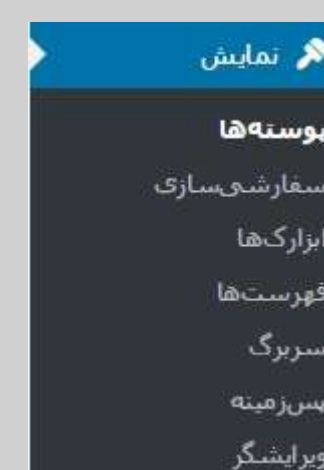 نمایش
پوسته‌ها
سفارشی‌سازی
ابزارک‌ها
فهرست‌ها
سربرگ
پس‌زمینه
ویرایشگر